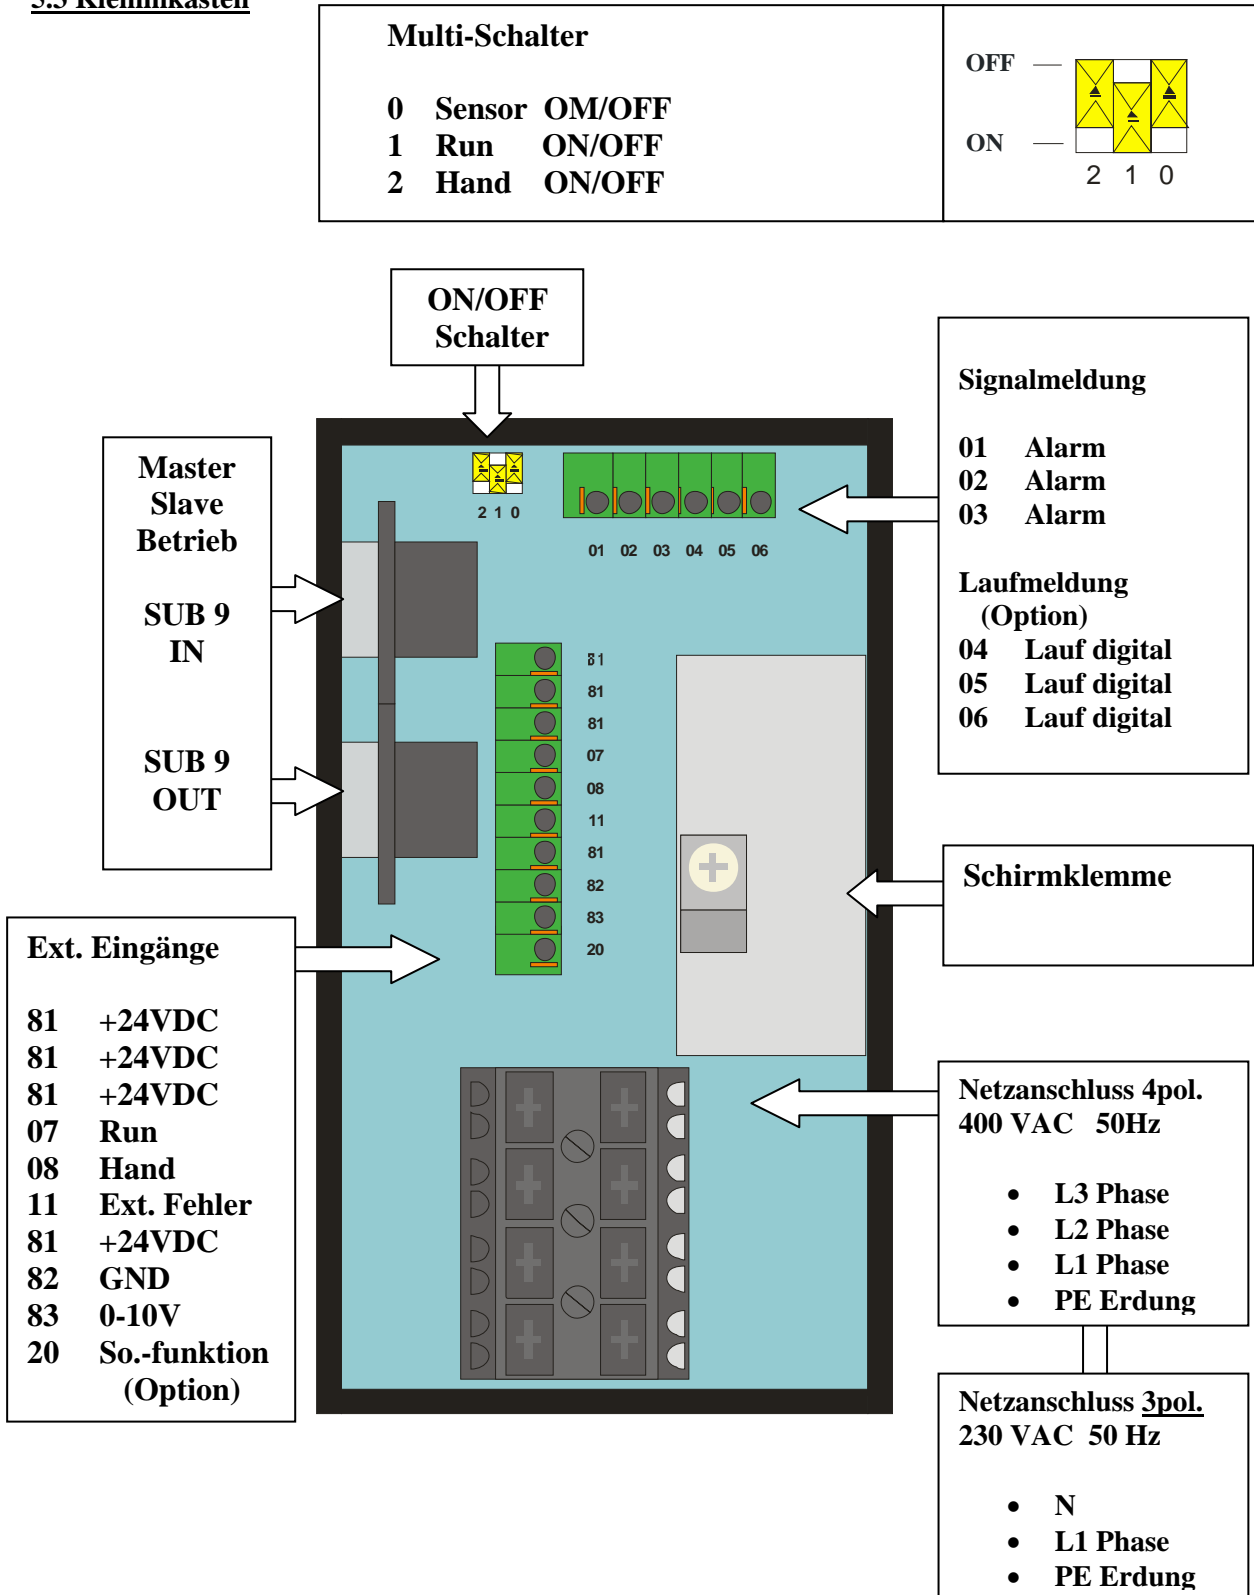 5.5 Klemmkasten
Multi-Schalter
0 Sensor OM/OFF
1 Run ON/OFF
2 Hand ON/OFF
OFF
ON
2 1 0
ON/OFF
Schalter
Master
Slave
Betrieb
SUB 9
IN
SUB 9
OUT
2 1 0
01 02 03 04 05 06
Signalmeldung
01 Alarm
02 Alarm
03 Alarm
Laufmeldung
(Option)
04 Lauf digital
05 Lauf digital
06 Lauf digital
81
81
81
07
08
11
81
82
83
20
Schirmklemme
Ext. Eingänge
81 +24VDC
81 +24VDC
81 +24VDC
07 Run
08 Hand
11 Ext. Fehler
81 +24VDC
82 GND
83 0-10V
20 So.-funktion
(Option)
Netzanschluss 4pol.
400 VAC 50Hz
• L3 Phase
• L2 Phase
• L1 Phase
• PE Erdung
Netzanschluss 3pol.
230 VAC 50 Hz
• N
• L1 Phase
• PE Erdung